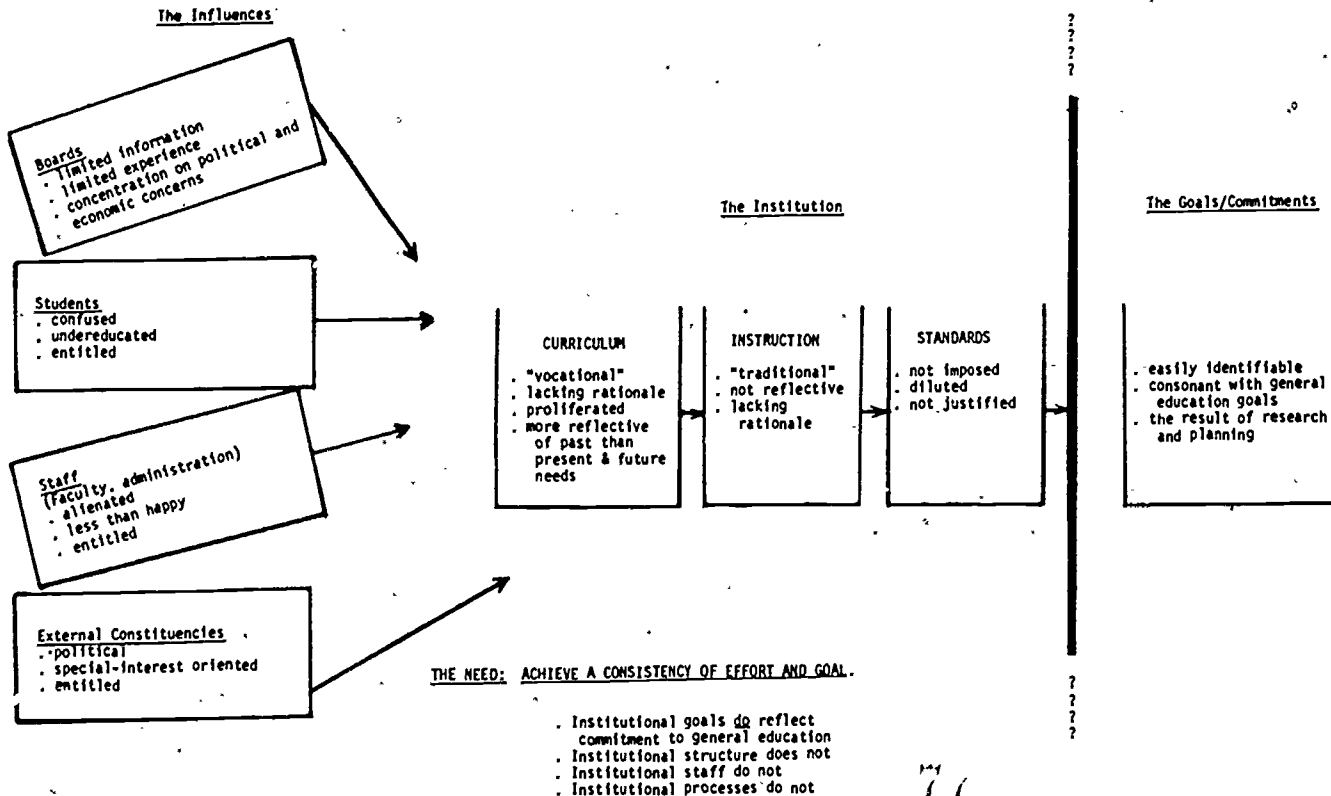 The Influences
?
?
?
?
Boards
. limited information
. limited experience
. concentration on political and
. economic concerns
The Institution
The Goals/Commitments
Students
. confused
. undereducated
. entitled
CURRICULUM
. "vocational"
. lacking rationale
. proliferated
. more reflective
of past than
present & future
needs
INSTRUCTION
. "traditional"
. not reflective
. lacking
rationale
STANDARDS
. not imposed
. diluted
. not justified
. easily identifiable
. consonant with general
education goals
. the result of research
and planning
Staff
(Faculty, administration)
. alienated
. less than happy
. entitled
External Constituencies
. political
. special-interest oriented
. entitled
THE NEED: ACHIEVE A CONSISTENCY OF EFFORT AND GOAL.
. Institutional goals do reflect
commitment to general education
. Institutional structure does not
. Institutional staff do not
. Institutional processes do not
?
?
?
?